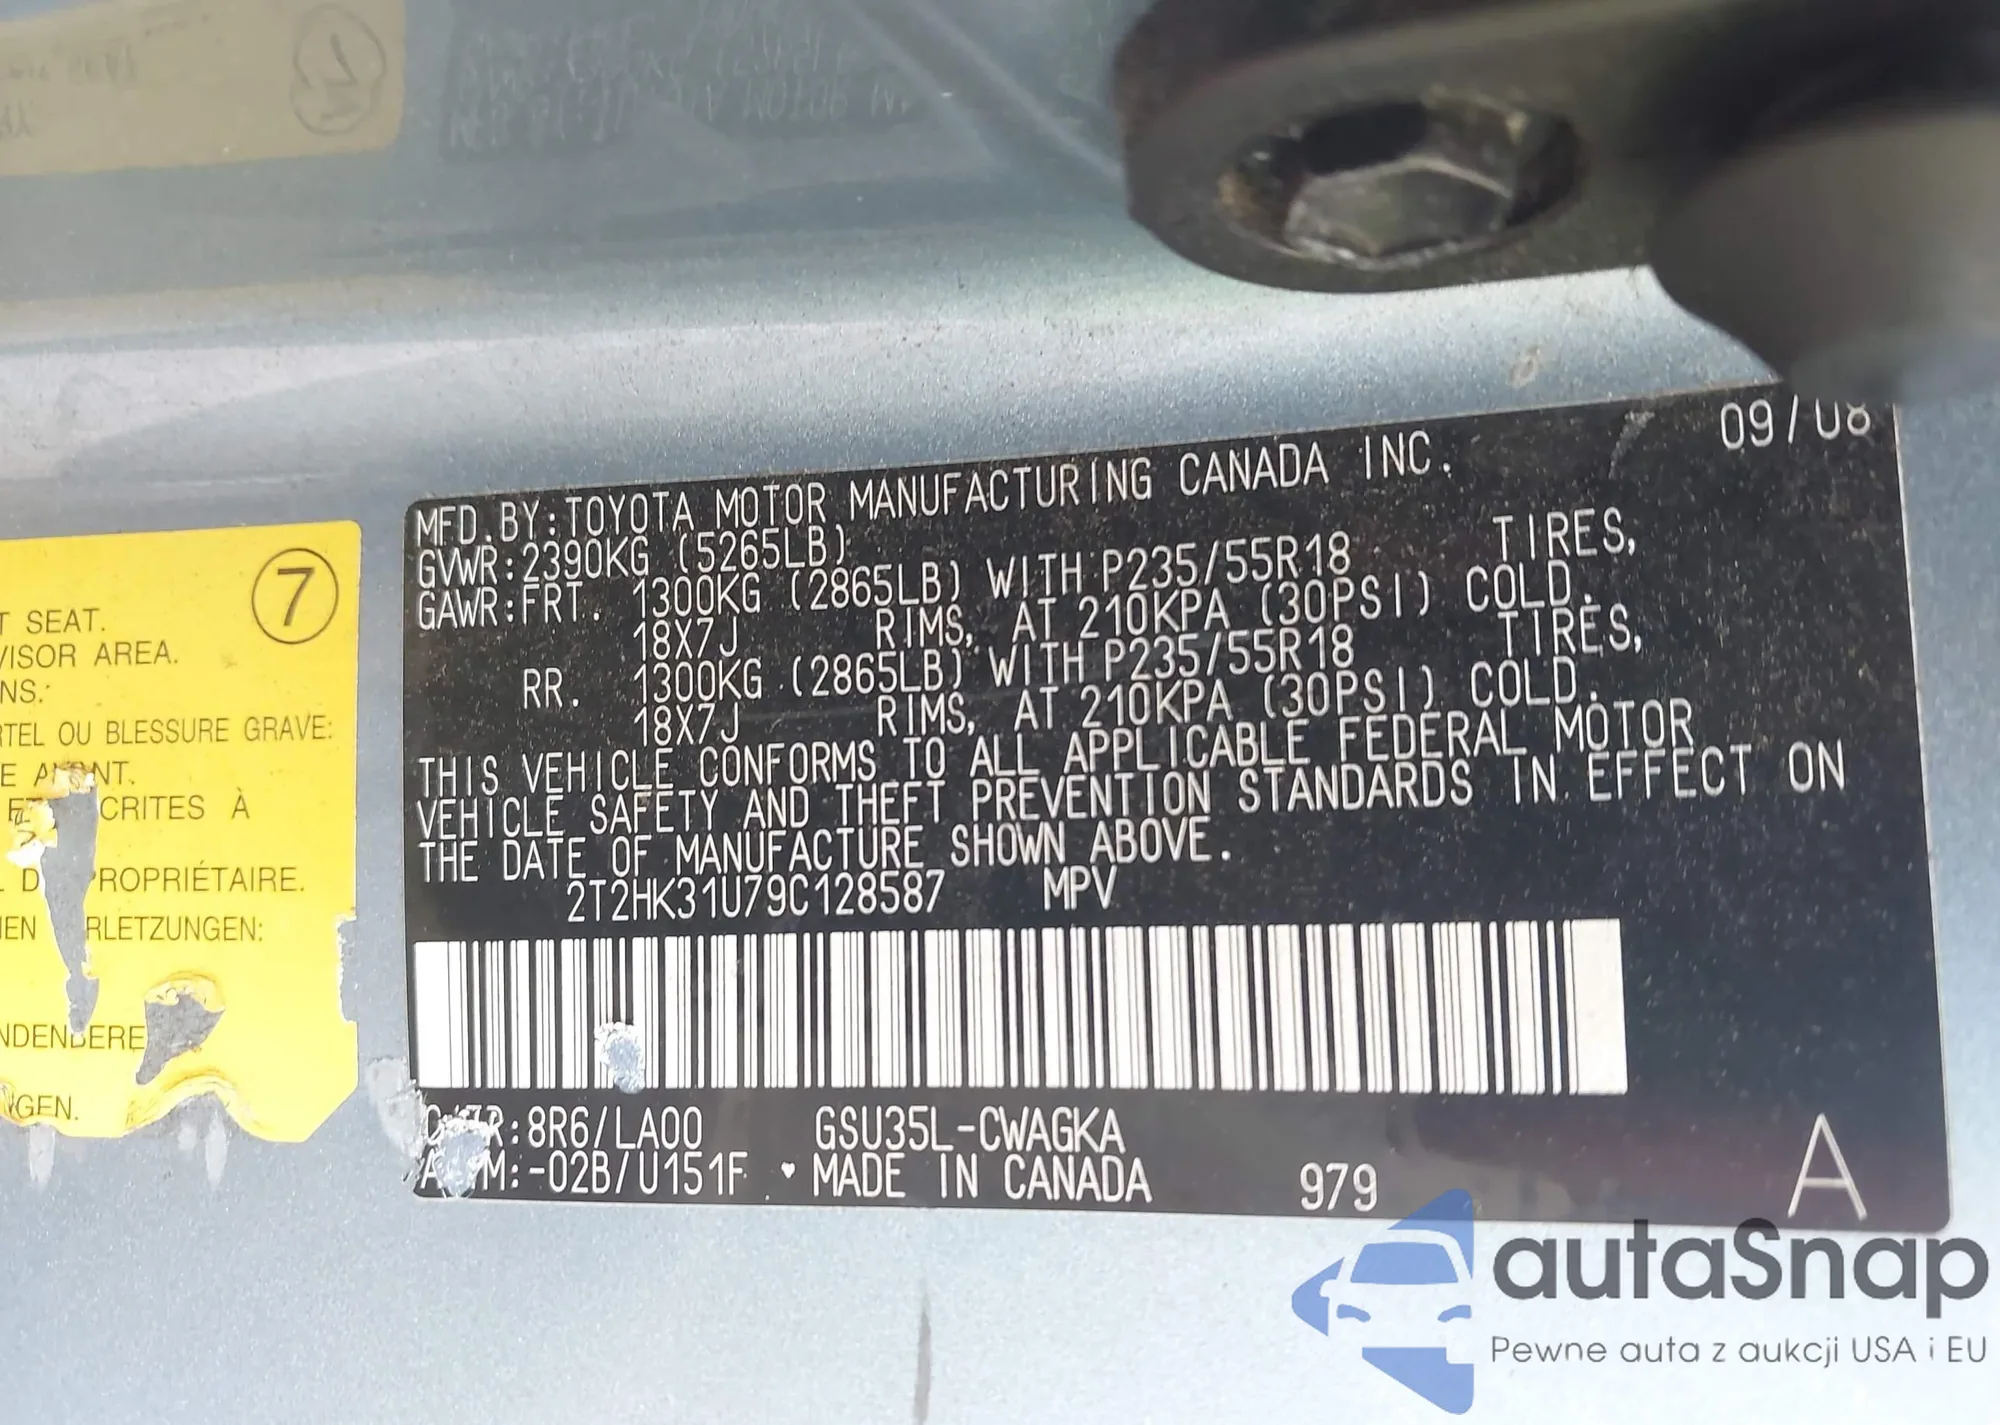 T SEAT.
VISOR AREA.
NS.:
RTEL OU BLESSURE GRAVE:
E AVANT.
CRITES À
L D PROPRIÉTAIRE.
RLETZUNGEN:
NDENBERE
GEN.
7
09/08
MFD.BY:TOYOTA MOTOR MANUFACTURING CANADA INC.
GVWR:2390KG (5265LB)
GAWR:FRT. 1300KG (2865LB) WITH P235/55R18 TIRES,
18X7J RIMS, AT 210KPA (30PSI) COLD.
RR. 1300KG (2865LB) WITH P235/55R18 TIRES,
18X7J RIMS, AT 210KPA (30PSI) COLD.
THIS VEHICLE CONFORMS TO ALL APPLICABLE FEDERAL MOTOR
VEHICLE SAFETY AND THEFT PREVENTION STANDARDS IN EFFECT ON
THE DATE OF MANUFACTURE SHOWN ABOVE.
2T2HK31U79C128587 MPV
:8R6/LA00 GSU35L-CWAGKA
M:-02B/U151F ♥ MADE IN CANADA 979 A
autaSnap
Pewne auta z aukcji USA i EU